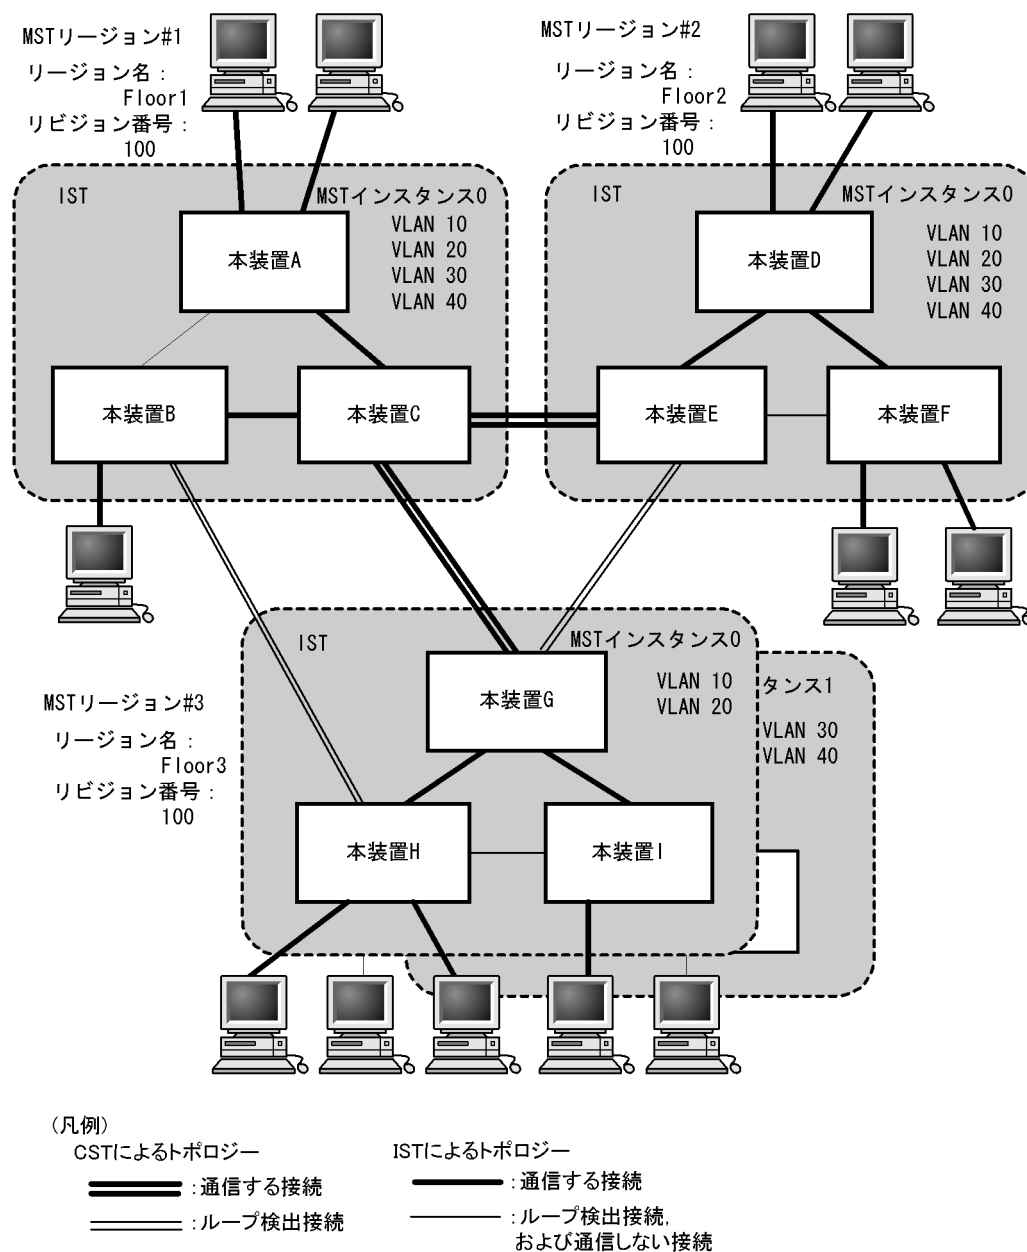 MSTリージョン#1
リージョン名：
Floor1
リビジョン番号：
100
MSTリージョン#2
リージョン名：
Floor2
リビジョン番号：
100
IST
MSTインスタンス0
VLAN 10
VLAN 20
VLAN 30
VLAN 40
本装置A
本装置B
本装置C
IST
MSTインスタンス0
VLAN 10
VLAN 20
VLAN 30
VLAN 40
本装置D
本装置E
本装置F
MSTリージョン#3
リージョン名：
Floor3
リビジョン番号：
100
IST
MSTインスタンス0
VLAN 10
VLAN 20
タンス1
VLAN 30
VLAN 40
本装置G
本装置H
本装置I
（凡例）
CSTによるトポロジー
：通信する接続
：ループ検出接続
ISTによるトポロジー
：通信する接続
：ループ検出接続，
および通信しない接続